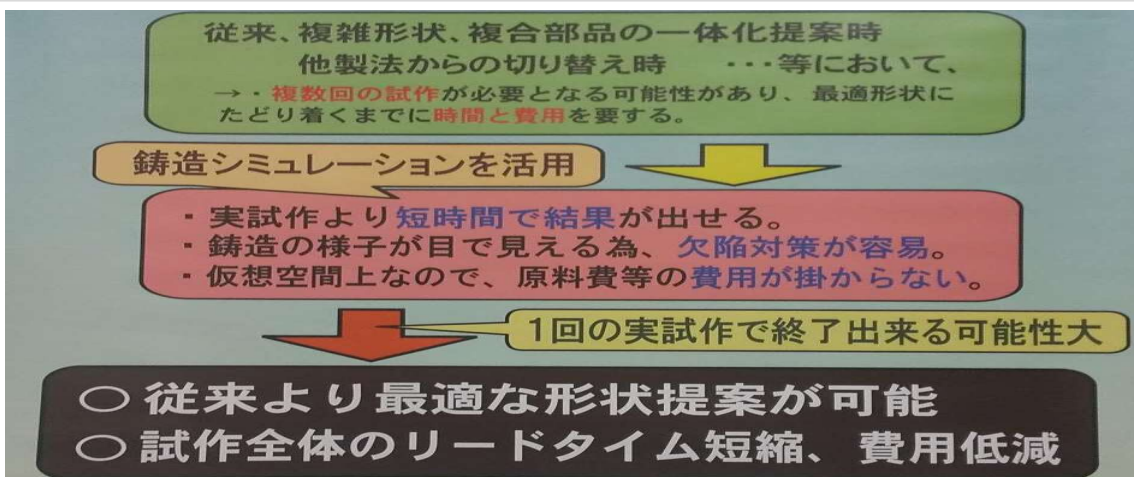 従来、複雑形状、複合部品の一体化提案時
他製法からの切り替え時　・・・等において、
→・複数回の試作が必要となる可能性があり、最適形状に
たどり着くまでに時間と費用を要する。
鋳造シミュレーションを活用
・実試作より短時間で結果が出せる。
・鋳造の様子が目で見える為、欠陥対策が容易。
・仮想空間上なので、原料費等の費用が掛からない。
1回の実試作で終了出来る可能性大
○従来より最適な形状提案が可能
○試作全体のリードタイム短縮、費用低減